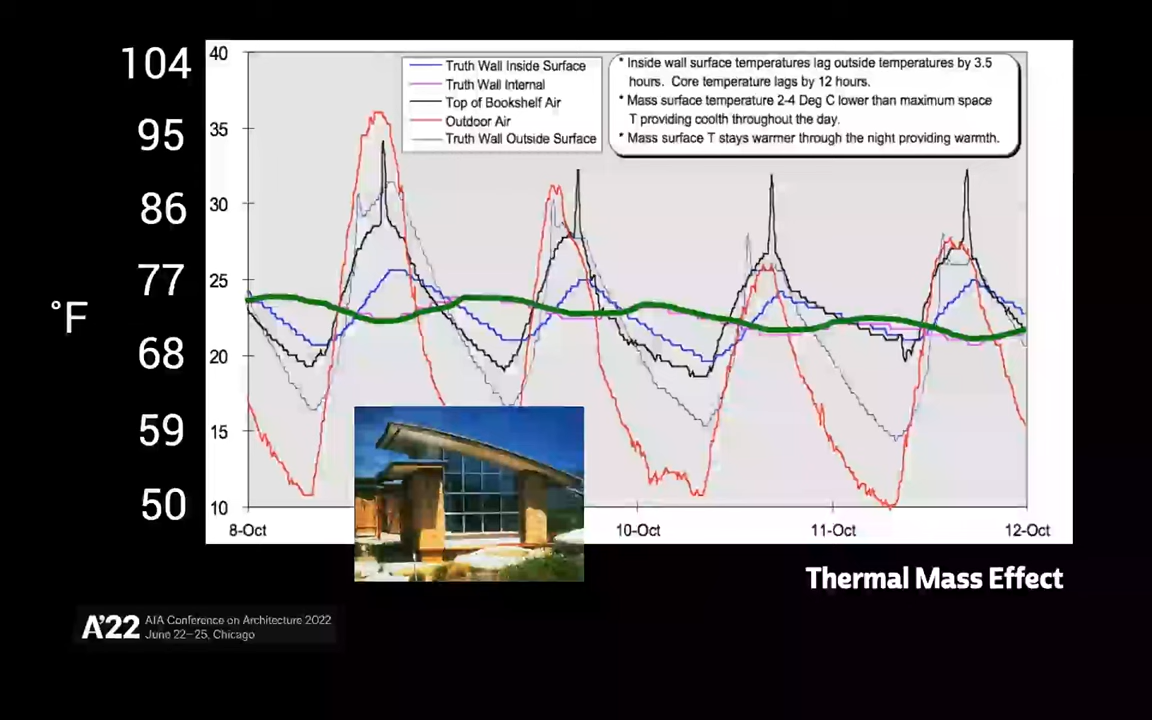 °F
104
95
86
77
68
59
50
40
35
30
25
20
15
10
Truth Wall Inside Surface
Truth Wall Internal
Top of Bookshelf Air
Outdoor Air
Truth Wall Outside Surface
* Inside wall surface temperatures lag outside temperatures by 3.5
hours. Core temperature lags by 12 hours.
* Mass surface temperature 2-4 Deg C lower than maximum space
T providing coolth throughout the day.
* Mass surface T stays warmer through the night providing warmth.
8-Oct
10-Oct
11-Oct
12-Oct
Thermal Mass Effect
A'22
AIA Conference on Architecture 2022
June 22–25, Chicago